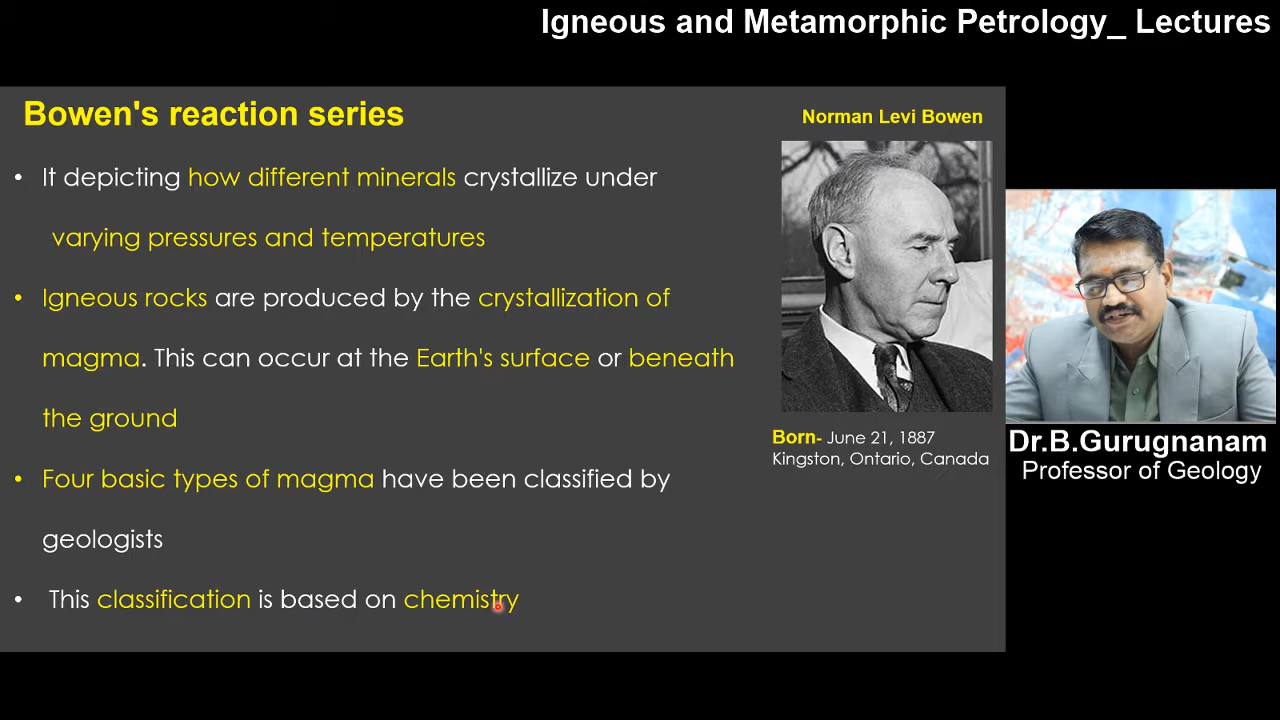 Igneous and Metamorphic Petrology_ Lectures
Bowen's reaction series
Norman Levi Bowen
• It depicting how different minerals crystallize under
varying pressures and temperatures
• Igneous rocks are produced by the crystallization of
magma. This can occur at the Earth's surface or beneath
the ground
• Four basic types of magma have been classified by
geologists
• This classification is based on chemistry
Born- June 21, 1887
Kingston, Ontario, Canada
Dr.B.Gurugnanam
Professor of Geology